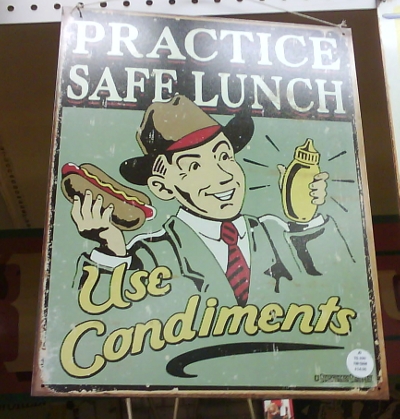 PRACTICE
SAFE LUNCH
Use
Condiments